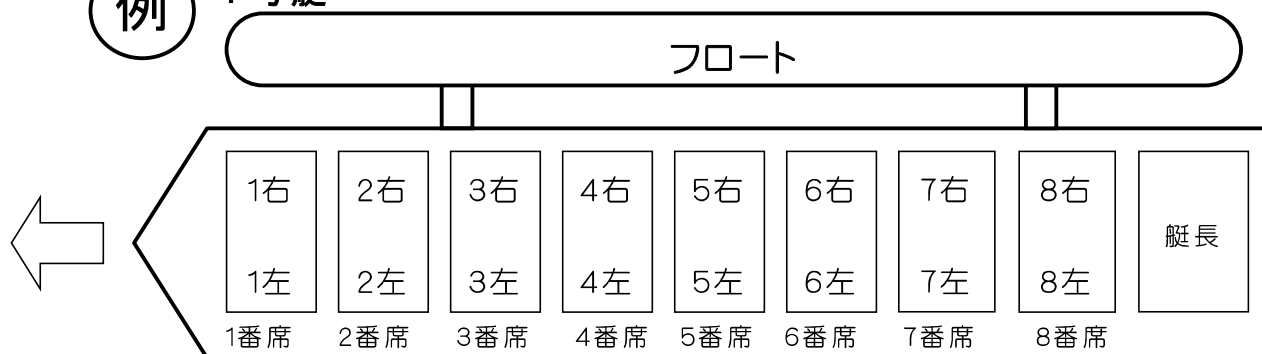 例
フロート
1右 2右 3右 4右 5右 6右 7右 8右
艇長
1左 2左 3左 4左 5左 6左 7左 8左
1番席 2番席 3番席 4番席 5番席 6番席 7番席 8番席